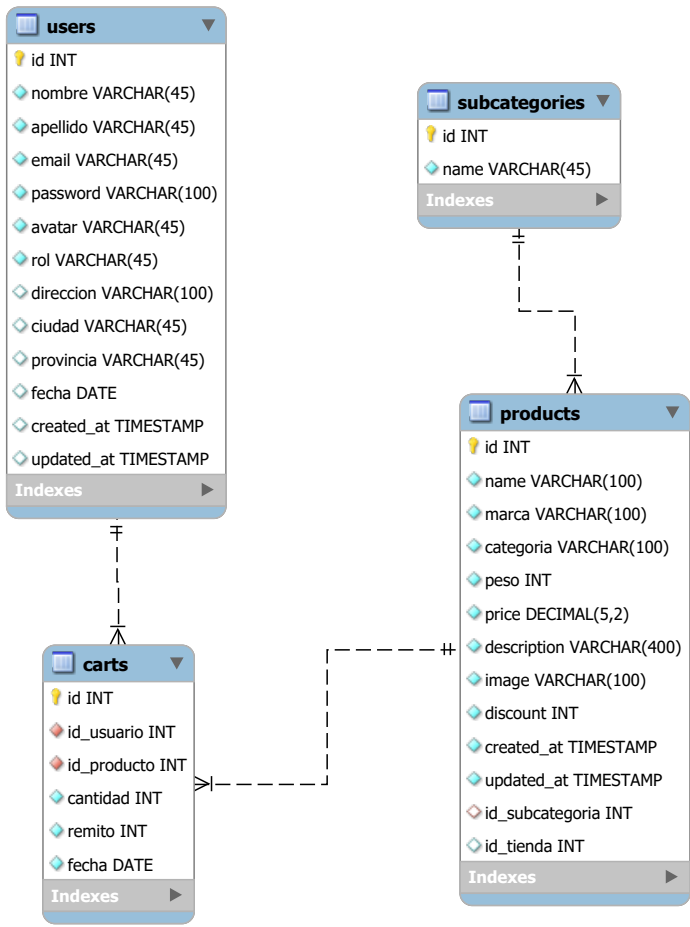 users
id INT
nombre VARCHAR(45)
apellido VARCHAR(45)
email VARCHAR(45)
password VARCHAR(100)
avatar VARCHAR(45)
rol VARCHAR(45)
direccion VARCHAR(100)
ciudad VARCHAR(45)
provincia VARCHAR(45)
fecha DATE
created_at TIMESTAMP
updated_at TIMESTAMP
Indexes
subcategories
id INT
name VARCHAR(45)
Indexes
products
id INT
name VARCHAR(100)
marca VARCHAR(100)
categoria VARCHAR(100)
peso INT
price DECIMAL(5,2)
description VARCHAR(400)
image VARCHAR(100)
discount INT
created_at TIMESTAMP
updated_at TIMESTAMP
id_subcategoria INT
id_tienda INT
Indexes
carts
id INT
id_usuario INT
id_producto INT
cantidad INT
remito INT
fecha DATE
Indexes